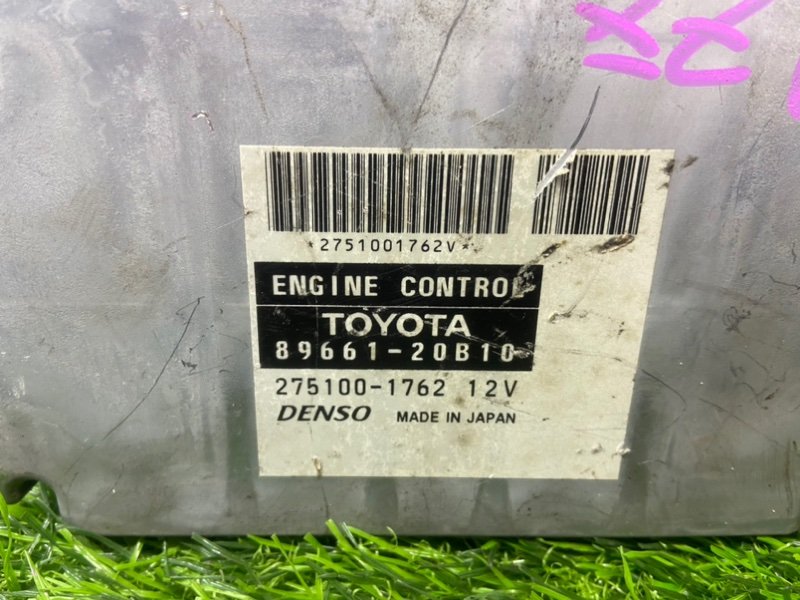 *2751001762V*
ENGINE CONTROL
TOYOTA
89661-20B10
275100-1762 12V
DENSO MADE IN JAPAN